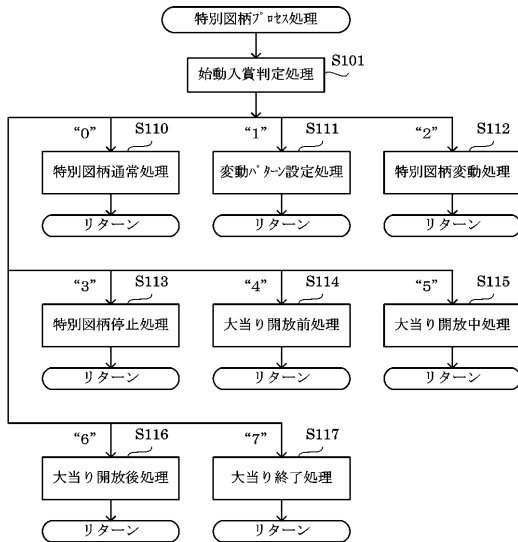 特別図柄ﾌﾟﾛｾｽ処理
S101
始動入賞判定処理
“0” S110 “1” S111 “2” S112
特別図柄通常処理 変動ﾊﾟﾀｰﾝ設定処理 特別図柄変動処理
リターン リターン リターン
“3” S113 “4” S114 “5” S115
特別図柄停止処理 大当り開放前処理 大当り開放中処理
リターン リターン リターン
“6” S116 “7” S117
大当り開放後処理 大当り終了処理
リターン リターン